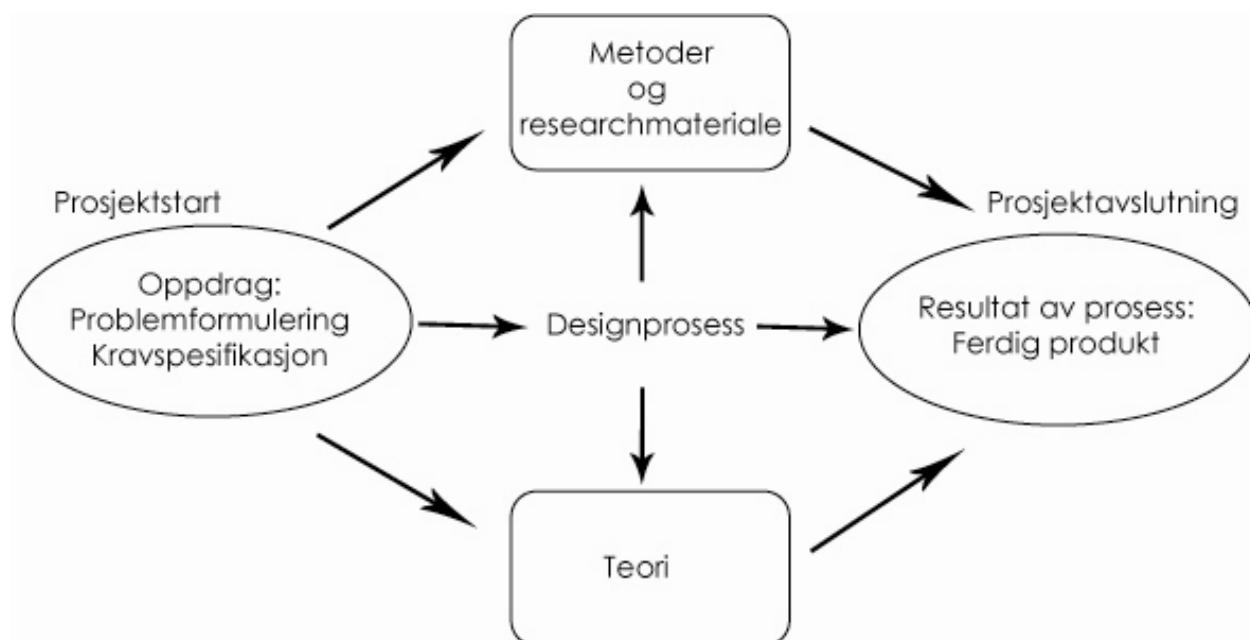 Metoder
og
researchmateriale
Prosjektstart
Prosjektavslutning
Oppdrag:
Problemformulering
Kravspesifikasjon
Designprosess
Resultat av prosess:
Ferdig produkt
Teori